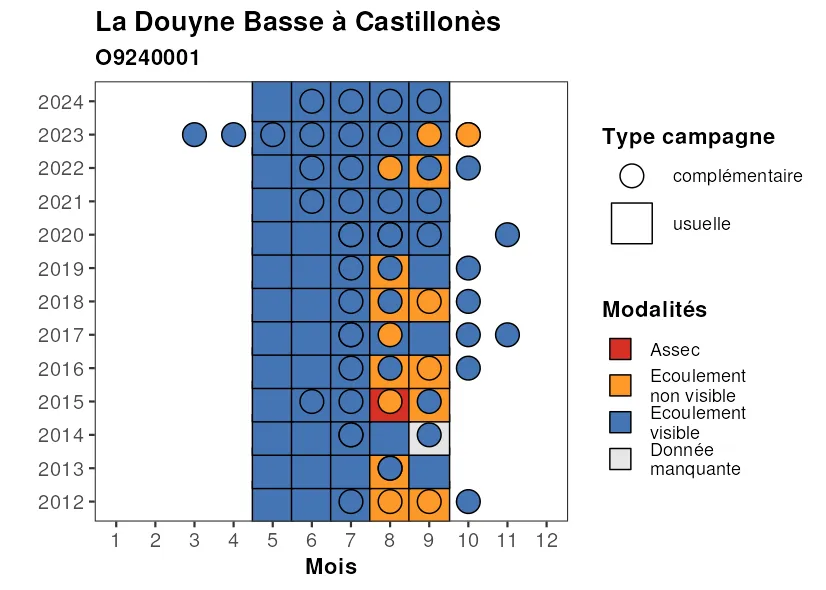 La Douyne Basse à Castillonès
O9240001
2024
2023
2022
2021
2020
2019
2018
2017
2016
2015
2014
2013
2012
1 2 3 4 5 6 7 8 9 10 11 12
Mois
Type campagne
complémentaire
usuelle
Modalités
Assec
Ecoulement
non visible
Ecoulement
visible
Donnée
manquante